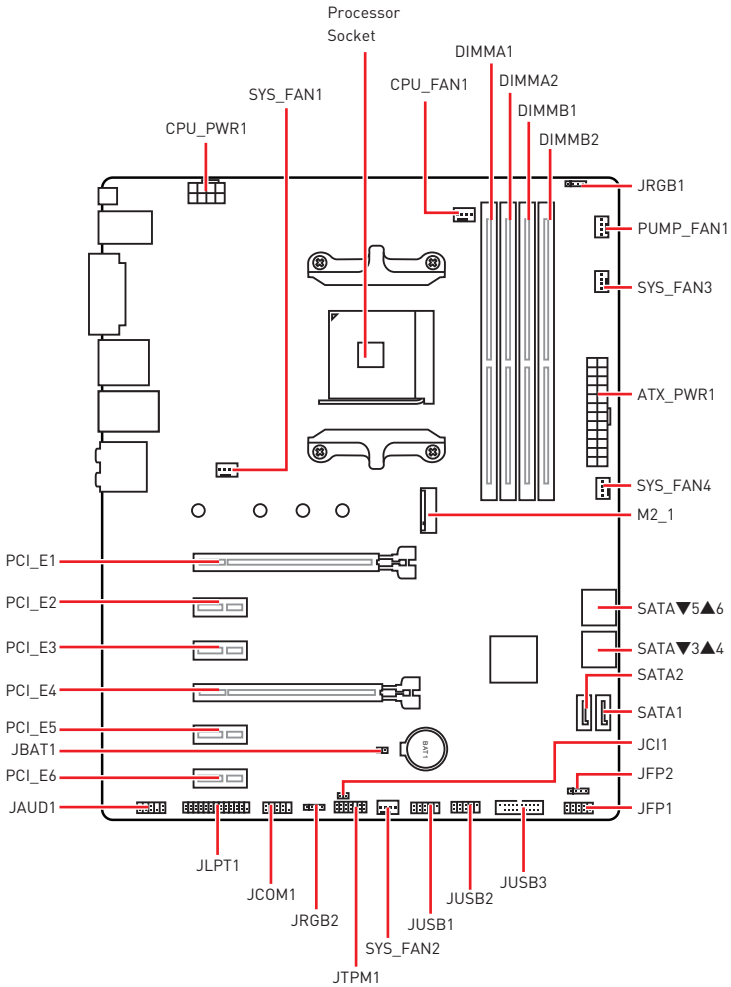 Processor
Socket
DIMMA1
CPU_FAN1
DIMMA2
SYS_FAN1
DIMMB1
CPU_PWR1
DIMMB2
JRGB1
PUMP_FAN1
SYS_FAN3
ATX_PWR1
SYS_FAN4
M2_1
PCI_E1
PCI_E2
SATA▼5▲6
PCI_E3
SATA▼3▲4
SATA2
PCI_E4
SATA1
PCI_E5
JBAT1
BAT1
JCI1
PCI_E6
JFP2
JAUD1
JFP1
JLPT1
JCOM1
JRGB2
JTPM1
SYS_FAN2
JUSB1
JUSB2
JUSB3